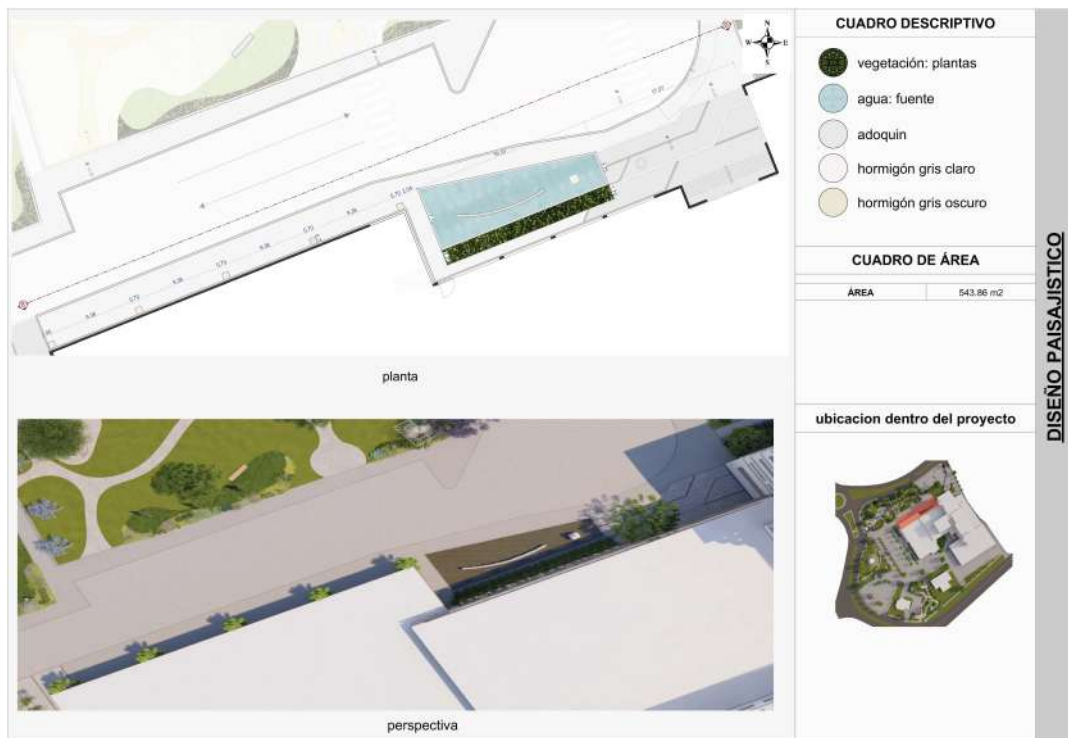 CUADRO DESCRIPTIVO
N
W E
S
vegetación: plantas
agua: fuente
adoquin
hormigón gris claro
hormigón gris oscuro
CUADRO DE ÁREA
ÁREA 543.86 m2
planta
ubicacion dentro del proyecto
perspectiva
DISEÑO PAISAJISTICO